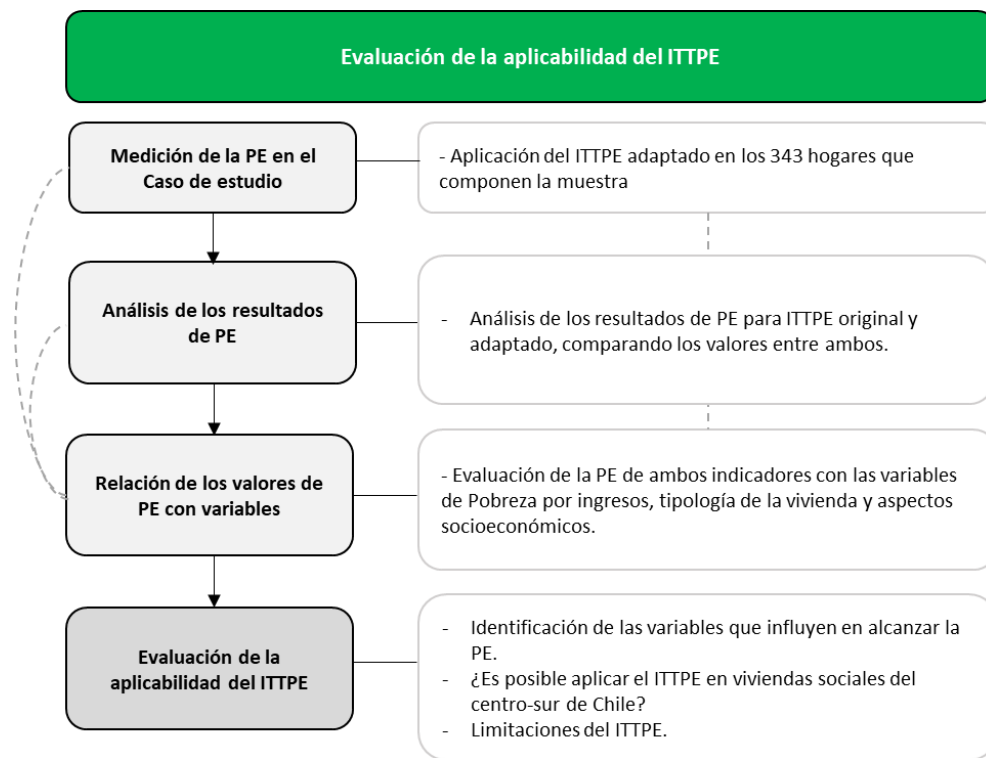 Evaluación de la aplicabilidad del ITTPE
Medición de la PE en el
Caso de estudio
- Aplicación del ITTPE adaptado en los 343 hogares que
componen la muestra
Análisis de los resultados
de PE
- Análisis de los resultados de PE para ITTPE original y
adaptado, comparando los valores entre ambos.
Relación de los valores de
PE con variables
- Evaluación de la PE de ambos indicadores con las variables
de Pobreza por ingresos, tipología de la vivienda y aspectos
socioeconómicos.
Evaluación de la
aplicabilidad del ITTPE
- Identificación de las variables que influyen en alcanzar la
PE.
- ¿Es posible aplicar el ITTPE en viviendas sociales del
centro-sur de Chile?
- Limitaciones del ITTPE.